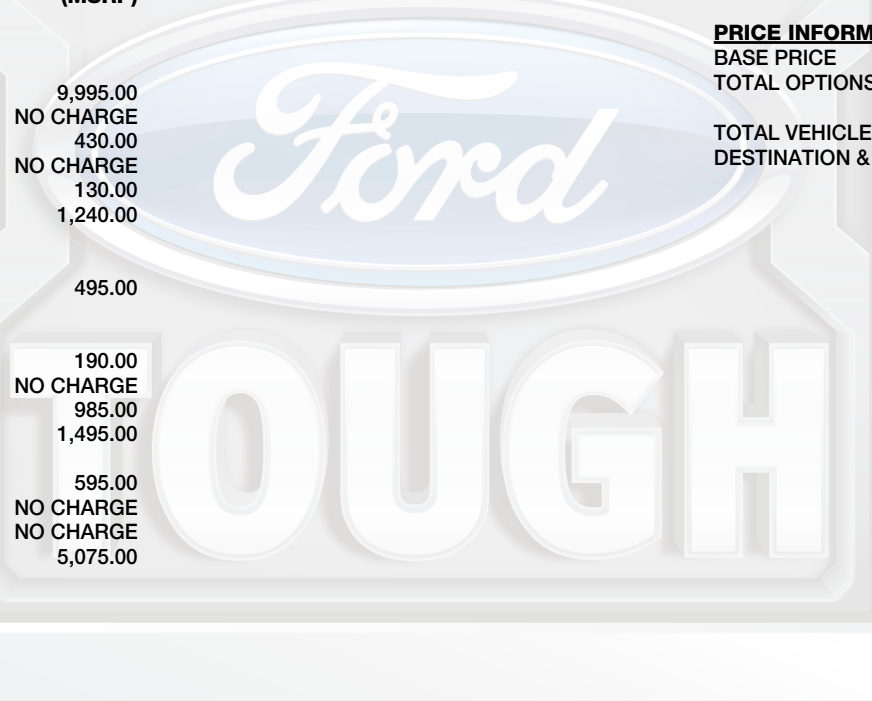 (MSRP)
9,995.00
NO CHARGE
430.00
NO CHARGE
130.00
1,240.00
495.00
190.00
NO CHARGE
985.00
1,495.00
595.00
NO CHARGE
NO CHARGE
5,075.00
PRICE INFORM
BASE PRICE
TOTAL OPTIONS
TOTAL VEHICLE
DESTINATION &
Ford
TOUGH